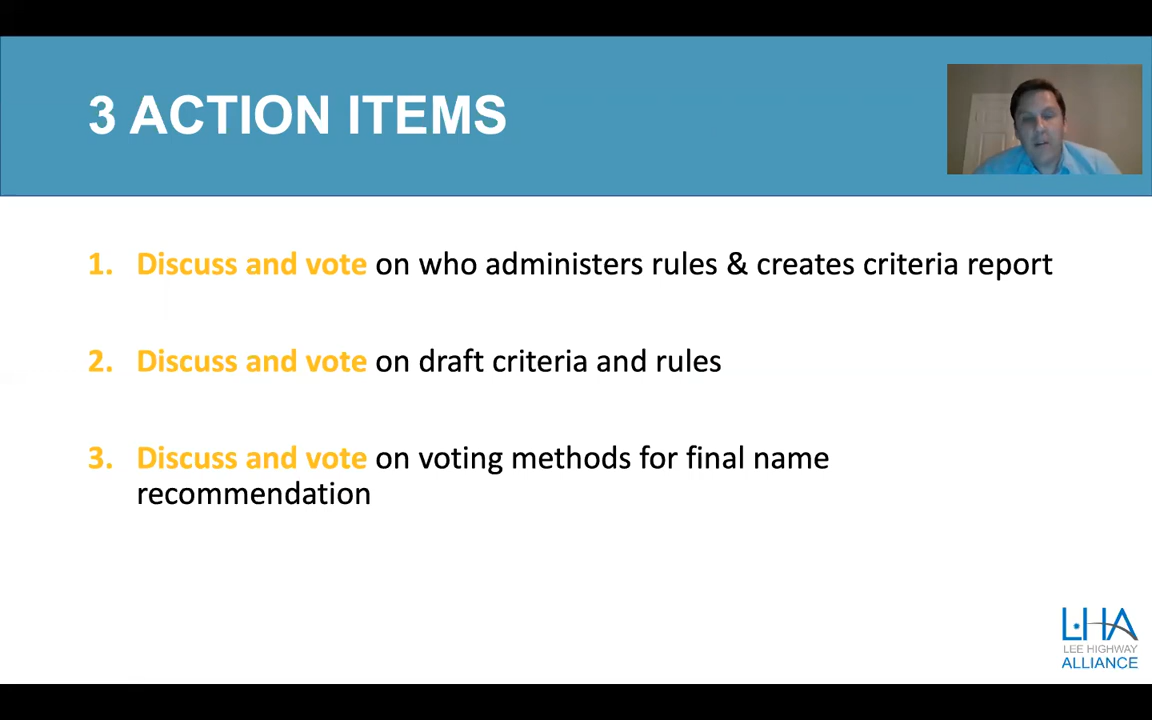 3 ACTION ITEMS
1. Discuss and vote on who administers rules & creates criteria report
2. Discuss and vote on draft criteria and rules
3. Discuss and vote on voting methods for final name
recommendation
LHA
LEE HIGHWAY
ALLIANCE